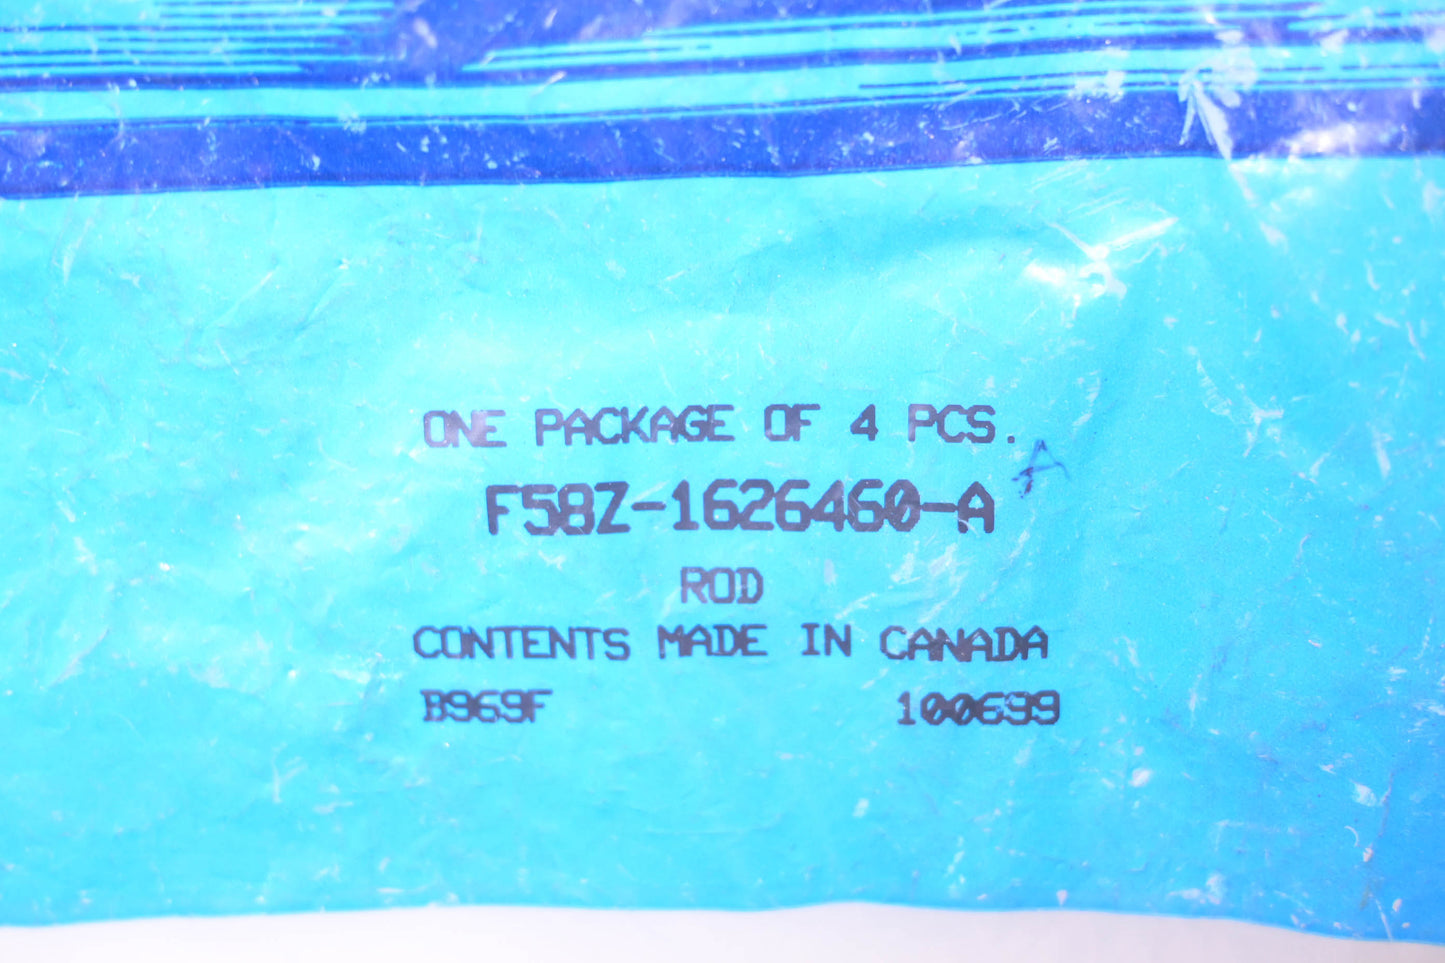 ONE PACKAGE OF 4 PCS.
A
F58Z-1626460-A
ROD
CONTENTS MADE IN CANADA
B969F 100699